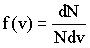 f (v) = dN / Ndv